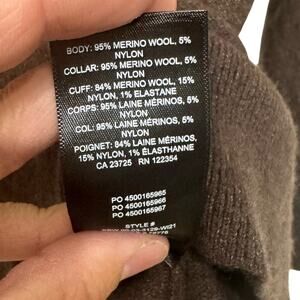 BODY: 95% MERINO WOOL, 5%
NYLON
COLLAR: 95% MERINO WOOL, 5%
NYLON
CUFF: 84% MERINO WOOL, 15%
NYLON, 1% ELASTANE
CORPS: 95% LAINE MÉRINOS, 5%
NYLON
COL: 95% LAINE MÉRINOS, 5%
NYLON
POIGNET: 84% LAINE MÉRINOS,
15% NYLON, 1% ÉLASTHANNE
CA 23725 RN 122354
PO 4500165965
PO 4500165966
PO 4500165967
STYLE #